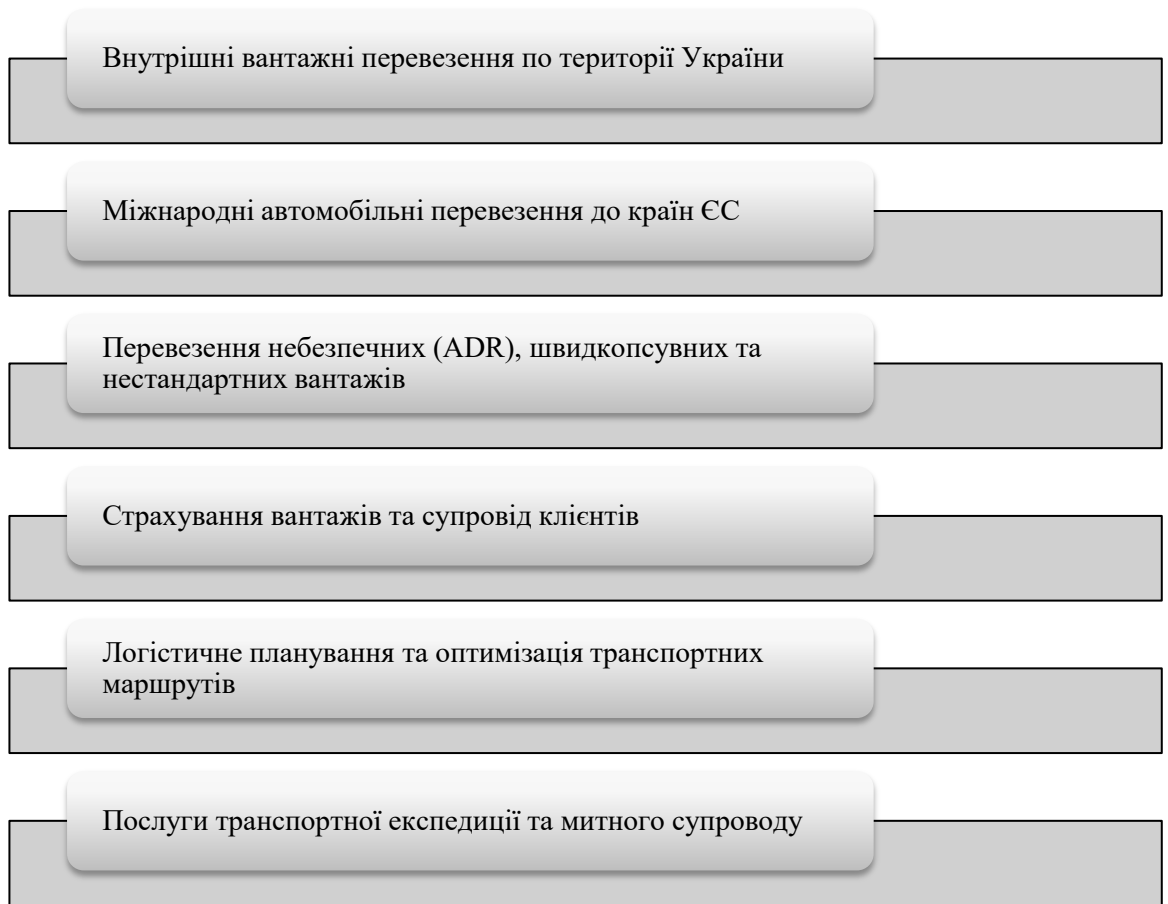 Внутрішні вантажні перевезення по території України
Міжнародні автомобільні перевезення до країн ЄС
Перевезення небезпечних (ADR), швидкопсувних та
нестандартних вантажів
Страхування вантажів та супровід клієнтів
Логістичне планування та оптимізація транспортних
маршрутів
Послуги транспортної експедиції та митного супроводу